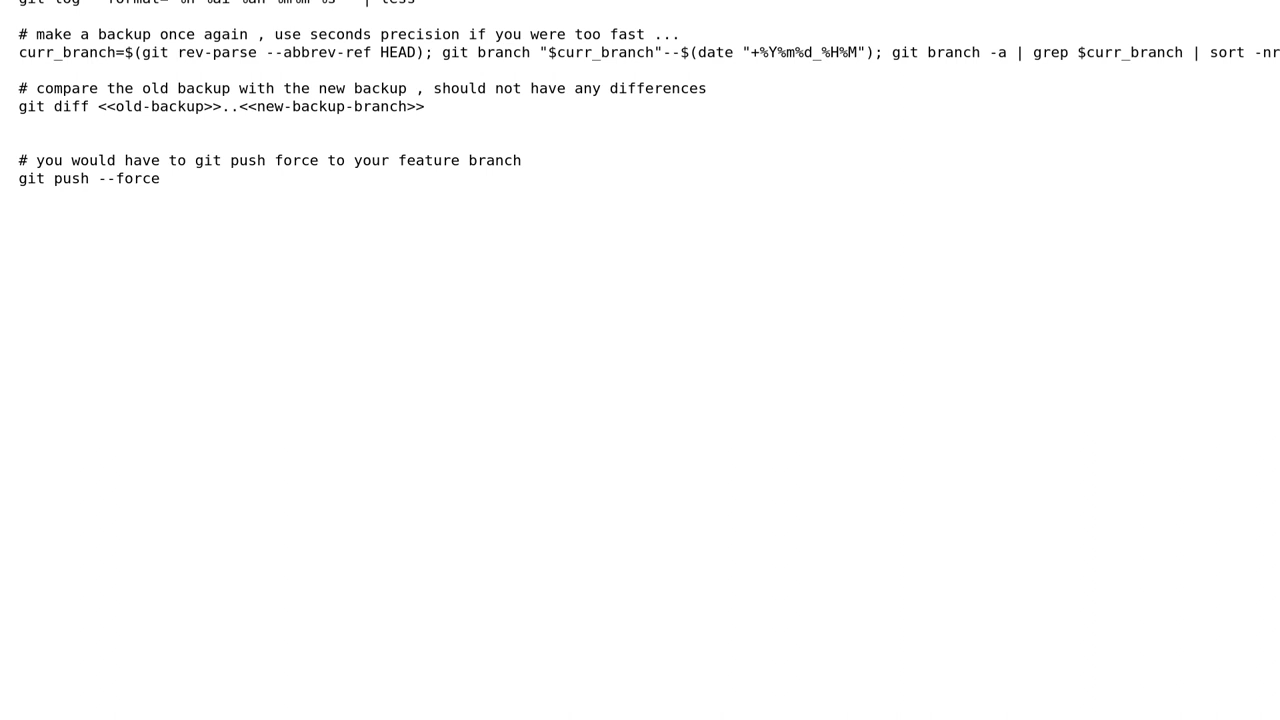 # make a backup once again , use seconds precision if you were too fast ...
curr_branch=$(git rev-parse --abbrev-ref HEAD); git branch "$curr_branch"--$(date "+%Y%m%d_%H%M"); git branch -a | grep $curr_branch | sort -nr
# compare the old backup with the new backup , should not have any differences
git diff <<old-backup>>..<<new-backup-branch>>
# you would have to git push force to your feature branch
git push --force